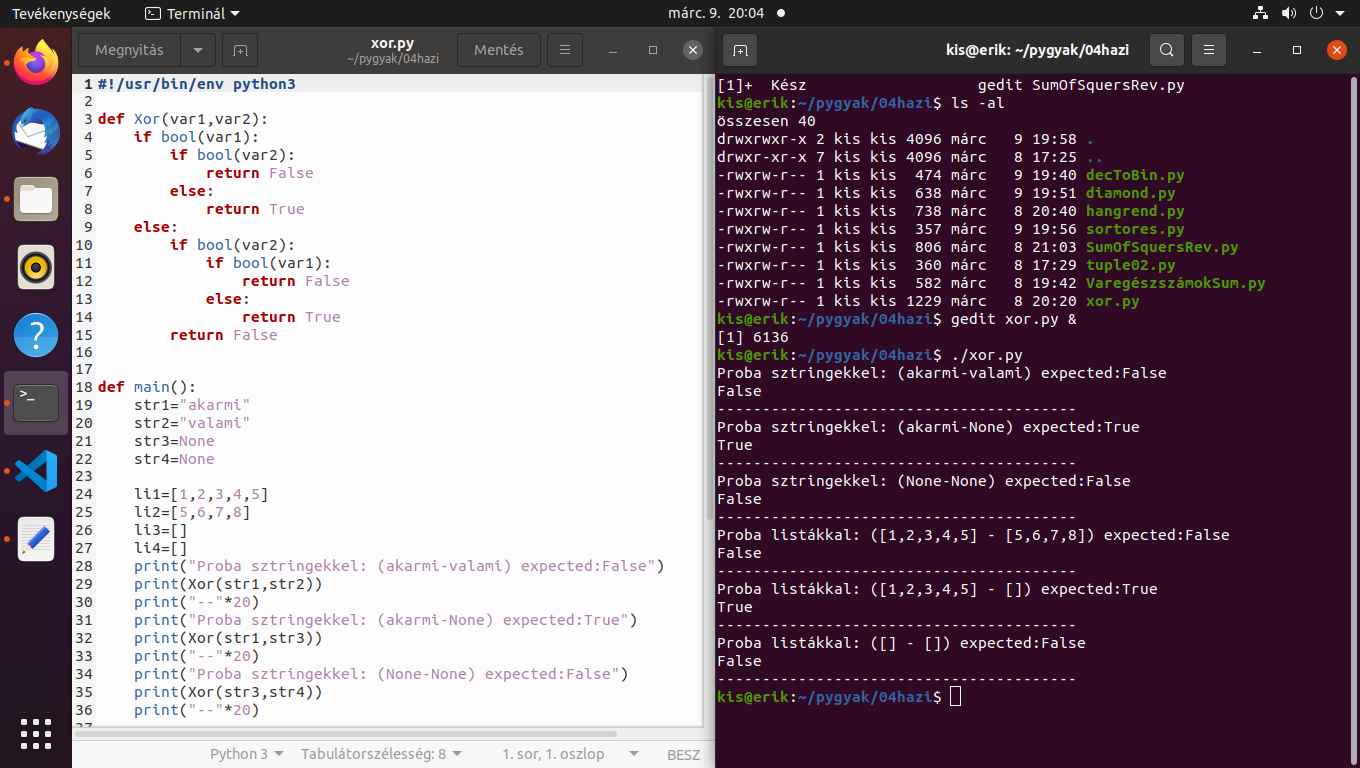 Tevékenységek
Terminál
márc. 9. 20:04
Megnyitás
xor.py
~/pygyak/04hazi
Mentés
1 #!/usr/bin/env python3
2
3 def Xor(var1,var2):
4     if bool(var1):
5         if bool(var2):
6             return False
7         else:
8             return True
9     else:
10         if bool(var2):
11             if bool(var1):
12                 return False
13             else:
14                 return True
15         return False
16
17
18 def main():
19     str1="akarmi"
20     str2="valami"
21     str3=None
22     str4=None
23
24     li1=[1,2,3,4,5]
25     li2=[5,6,7,8]
26     li3=[]
27     li4=[]
28     print("Proba sztringekkel: (akarmi-valami) expected:False")
29     print(Xor(str1,str2))
30     print("--"*20)
31     print("Proba sztringekkel: (akarmi-None) expected:True")
32     print(Xor(str1,str3))
33     print("--"*20)
34     print("Proba sztringekkel: (None-None) expected:False")
35     print(Xor(str3,str4))
36     print("--"*20)
37
Python 3
Tabulátorszélesség: 8
1. sor, 1. oszlop
BESZ
kis@erik: ~/pygyak/04hazi
[1]+  Kész                   gedit SumOfSquersRev.py
kis@erik:~/pygyak/04hazi$ ls -al
összesen 40
drwxrwxr-x 2 kis kis 4096 márc   9 19:58 .
drwxr-xr-x 7 kis kis 4096 márc   8 17:25 ..
-rwxrw-r-- 1 kis kis  474 márc   9 19:40 decToBin.py
-rwxrw-r-- 1 kis kis  638 márc   9 19:51 diamond.py
-rwxrw-r-- 1 kis kis  738 márc   8 20:40 hangrend.py
-rwxrw-r-- 1 kis kis  357 márc   9 19:56 sortores.py
-rwxrw-r-- 1 kis kis  806 márc   8 21:03 SumOfSquersRev.py
-rwxrw-r-- 1 kis kis  360 márc   8 17:29 tuple02.py
-rwxrw-r-- 1 kis kis  582 márc   8 19:42 VaregészszámokSum.py
-rwxrw-r-- 1 kis kis 1229 márc   8 20:20 xor.py
kis@erik:~/pygyak/04hazi$ gedit xor.py &
[1] 6136
kis@erik:~/pygyak/04hazi$ ./xor.py
Proba sztringekkel: (akarmi-valami) expected:False
False
----------------------------------------
Proba sztringekkel: (akarmi-None) expected:True
True
----------------------------------------
Proba sztringekkel: (None-None) expected:False
False
----------------------------------------
Proba listákkal: ([1,2,3,4,5] - [5,6,7,8]) expected:False
False
----------------------------------------
Proba listákkal: ([1,2,3,4,5] - []) expected:True
True
----------------------------------------
Proba listákkal: ([] - []) expected:False
False
----------------------------------------
kis@erik:~/pygyak/04hazi$